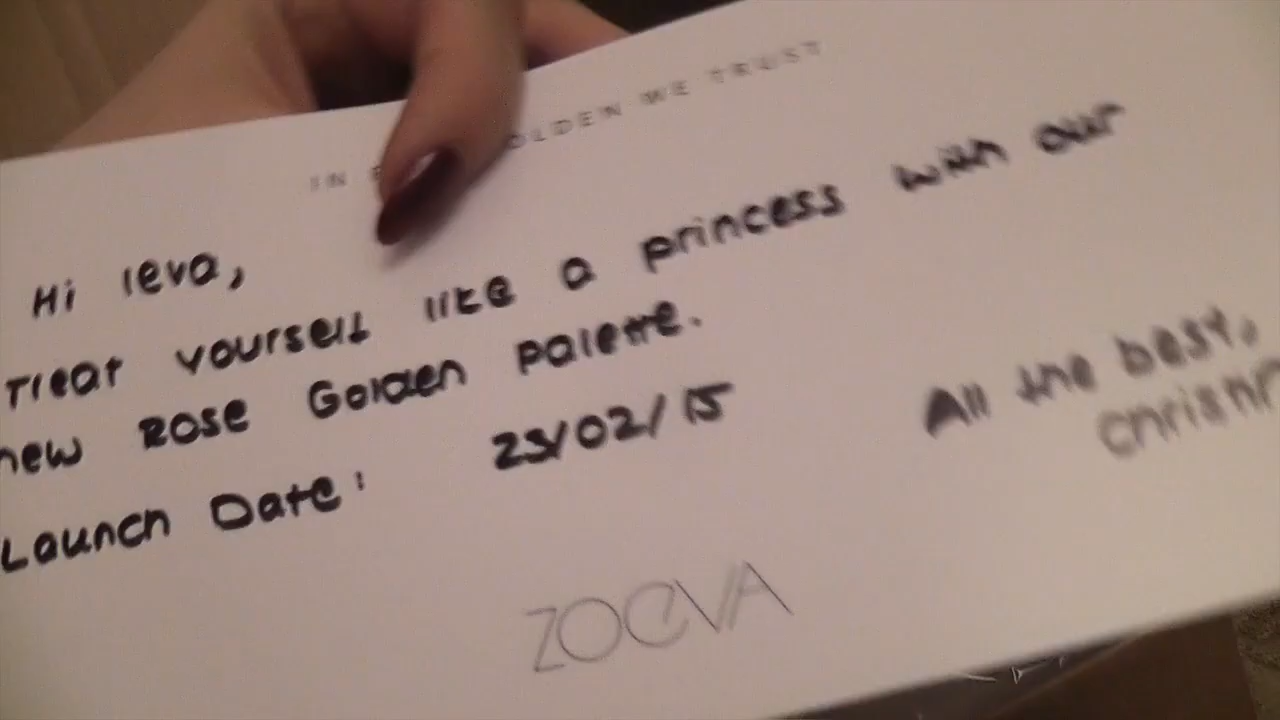 IN WE TRUST
Hi Ieva,
Treat yourself like a princess with our
new Rose Golden palette.
Launch Date: 23/02/15
All the best,
ZOEVA